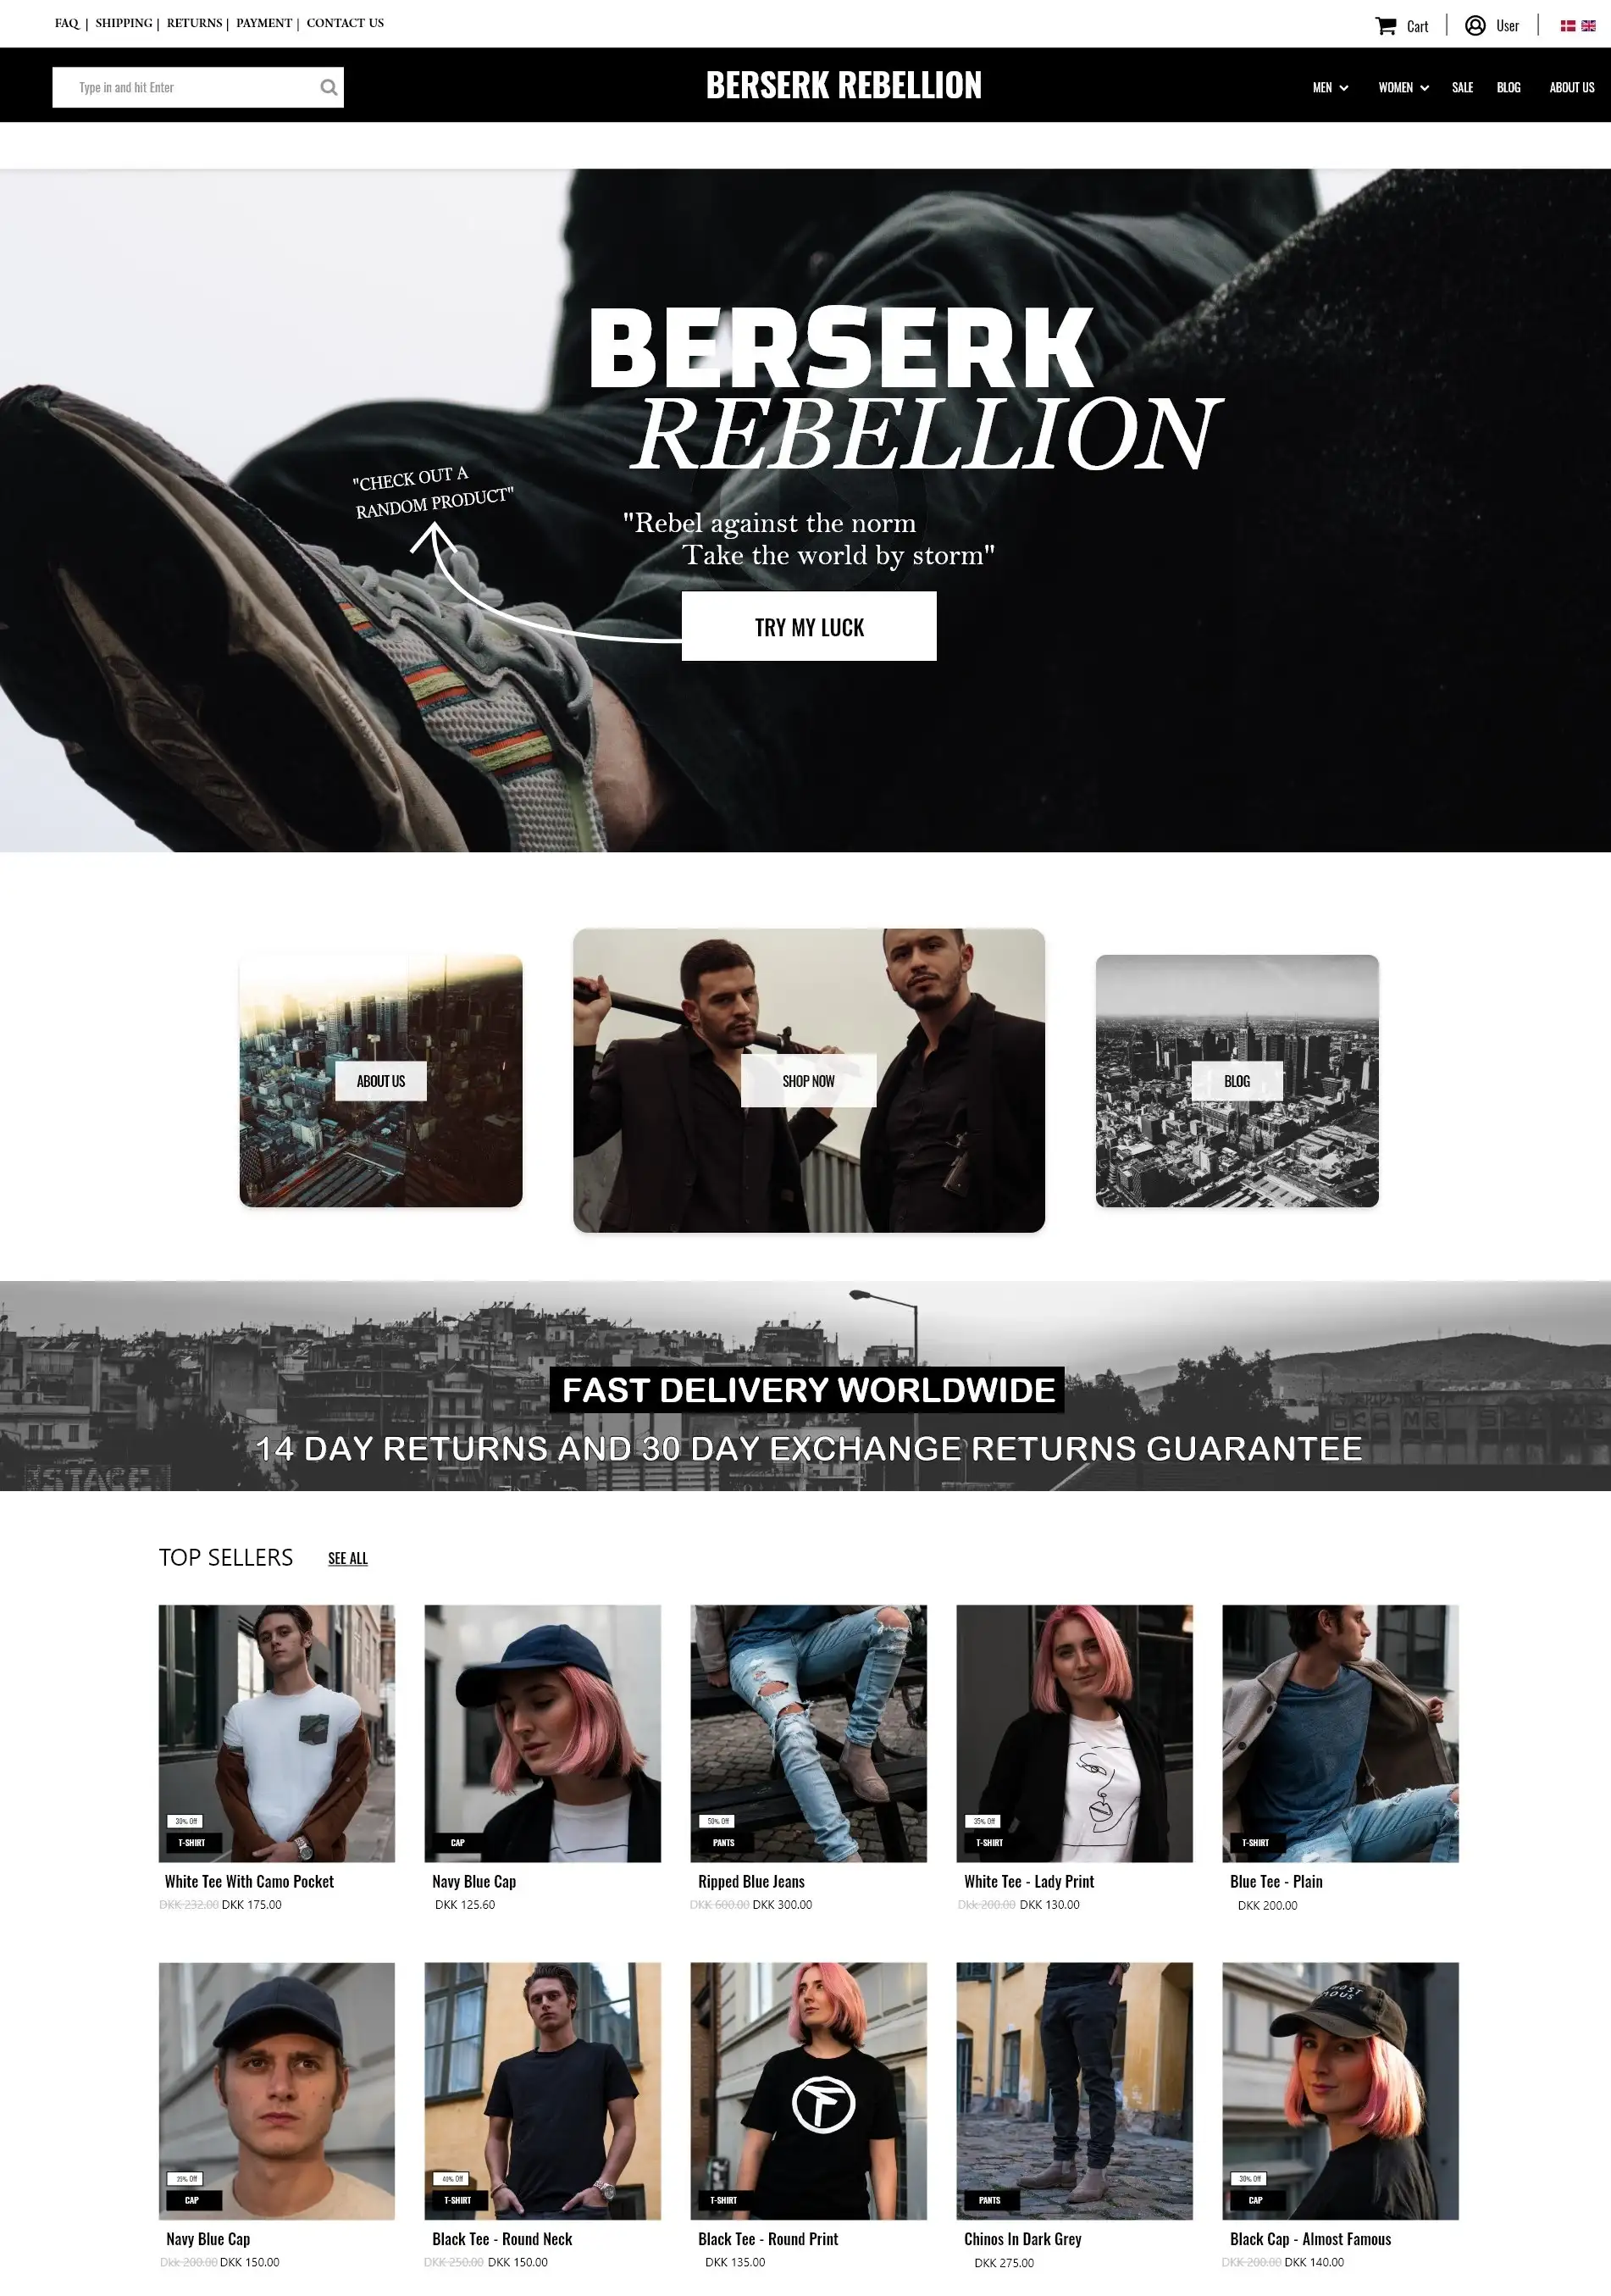 FAQ | SHIPPING | RETURNS | PAYMENT | CONTACT US
Cart | User |
Type in and hit Enter
BERSERK REBELLION
MEN WOMEN SALE BLOG ABOUT US
BERSERK
REBELLION
"CHECK OUT A
RANDOM PRODUCT"
"Rebel against the norm
Take the world by storm"
TRY MY LUCK
ABOUT US
SHOP NOW
BLOG
FAST DELIVERY WORLDWIDE
14 DAY RETURNS AND 30 DAY EXCHANGE RETURNS GUARANTEE
TOP SELLERS SEE ALL
30% Off
T-SHIRT
White Tee With Camo Pocket
DKK 232.00 DKK 175.00
CAP
Navy Blue Cap
DKK 125.60
50% Off
PANTS
Ripped Blue Jeans
DKK 600.00 DKK 300.00
35% Off
T-SHIRT
White Tee - Lady Print
Dkk 200.00 DKK 130.00
T-SHIRT
Blue Tee - Plain
DKK 200.00
25% Off
CAP
Navy Blue Cap
Dkk 200.00 DKK 150.00
40% Off
T-SHIRT
Black Tee - Round Neck
DKK 250.00 DKK 150.00
T-SHIRT
Black Tee - Round Print
DKK 135.00
PANTS
Chinos In Dark Grey
DKK 275.00
30% Off
CAP
Black Cap - Almost Famous
DKK 200.00 DKK 140.00